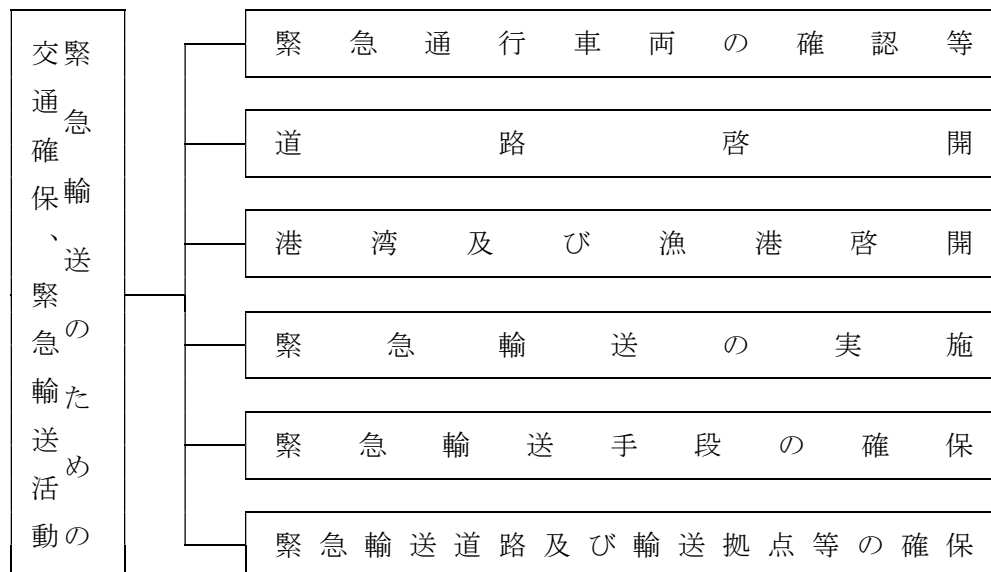 緊急輸送のための
交通確保、緊急輸送活動
緊急通行車両の確認等
道路啓開
港湾及び漁港啓開
緊急輸送の実施
緊急輸送手段の確保
緊急輸送道路及び輸送拠点等の確保